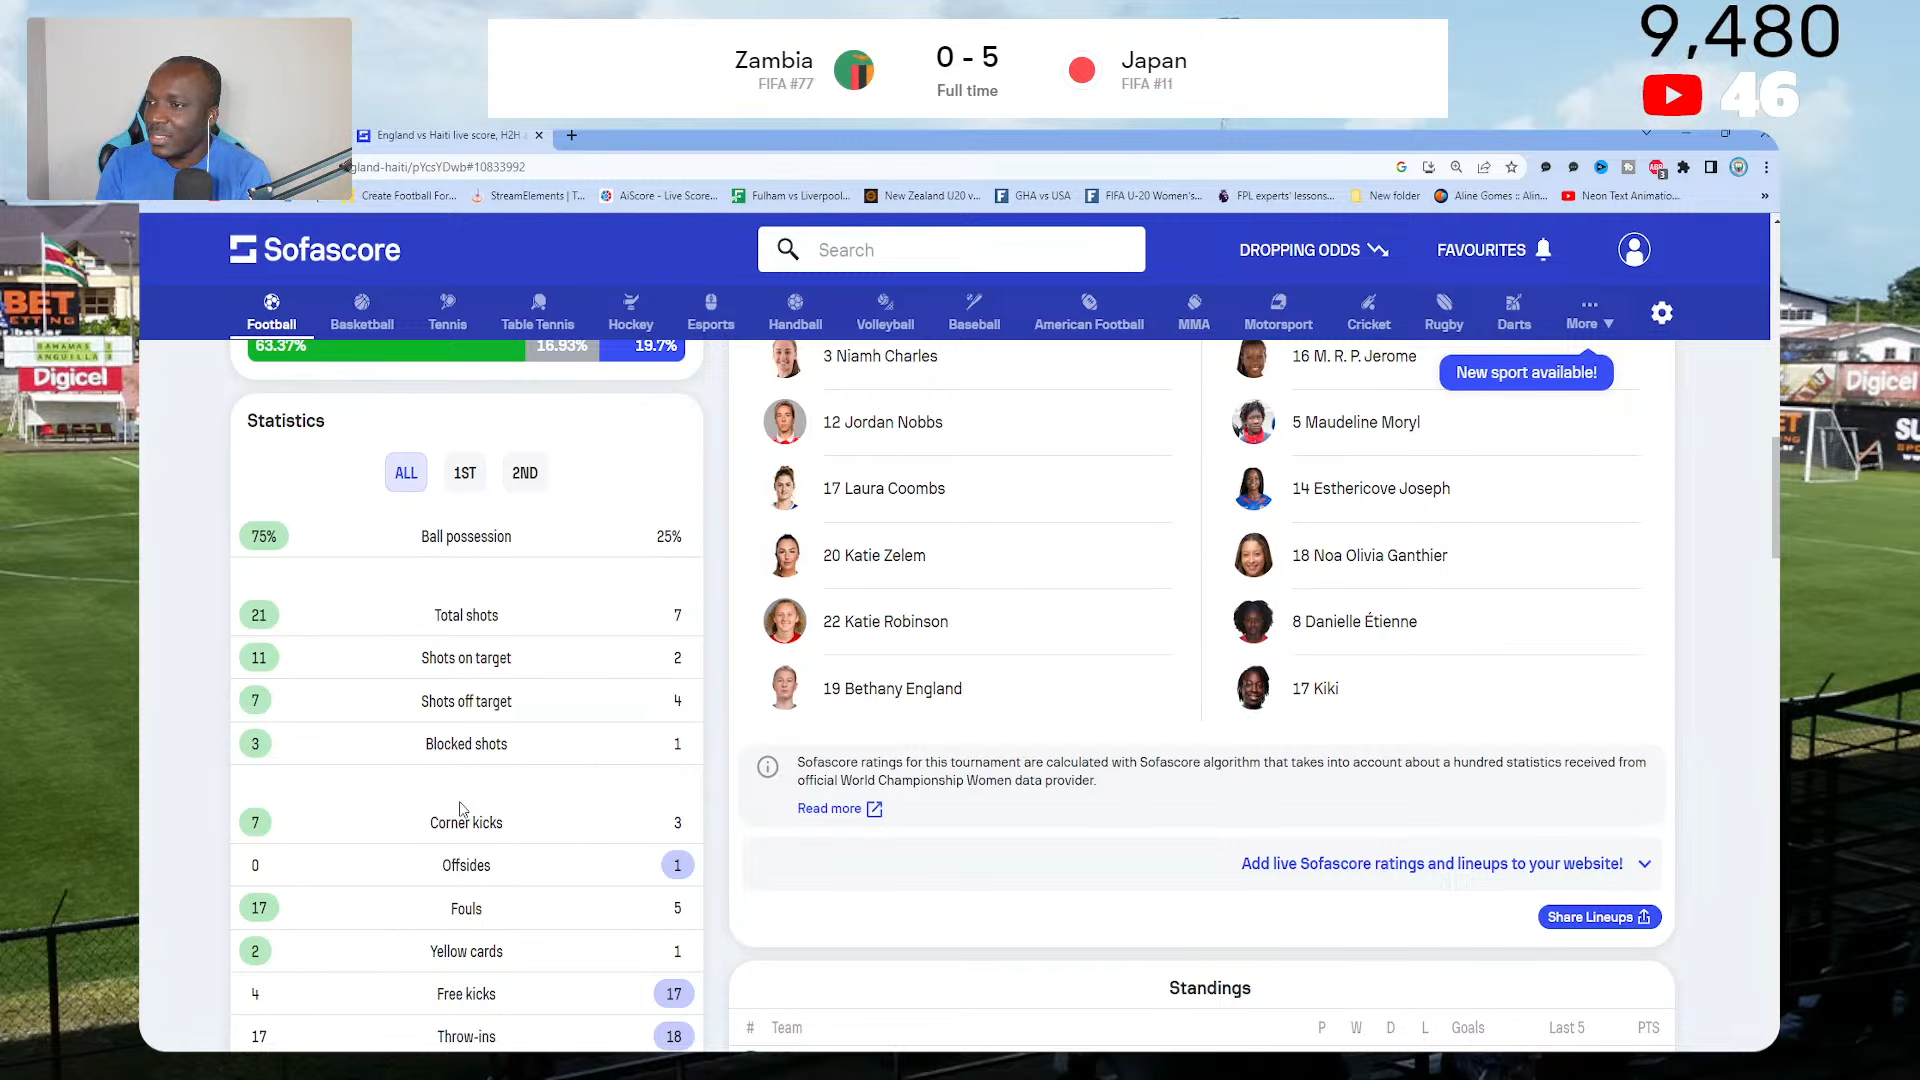 Zambia
FIFA #77
0 - 5
Full time
Japan
FIFA #11
9,480
46
England vs Haiti live score, H2H
gland-haiti/pYcsYDwb#10833992
Create Football For...
StreamElements | T...
AiScore - Live Score...
Fulham vs Liverpool...
New Zealand U20 v...
GHA vs USA
FIFA U-20 Women's...
FPL experts' lessons...
New folder
Aline Gomes :: Alin...
Neon Text Animatio...
Sofascore
Search
DROPPING ODDS
FAVOURITES
Football
Basketball
Tennis
Table Tennis
Hockey
Esports
Handball
Volleyball
Baseball
American Football
MMA
Motorsport
Cricket
Rugby
Darts
More
New sport available!
63.37%
16.93%
19.7%
Statistics
ALL
1ST
2ND
75% Ball possession 25%
21 Total shots 7
11 Shots on target 2
7 Shots off target 4
3 Blocked shots 1
7 Corner kicks 3
0 Offsides 1
17 Fouls 5
2 Yellow cards 1
4 Free kicks 17
17 Throw-ins 18
3 Niamh Charles
16 M. R. P. Jerome
12 Jordan Nobbs
5 Maudeline Moryl
17 Laura Coombs
14 Esthericove Joseph
20 Katie Zelem
18 Noa Olivia Ganthier
22 Katie Robinson
8 Danielle Étienne
19 Bethany England
17 Kiki
Sofascore ratings for this tournament are calculated with Sofascore algorithm that takes into account about a hundred statistics received from
official World Championship Women data provider.
Read more
Add live Sofascore ratings and lineups to your website!
Share Lineups
Standings
# Team P W D L Goals Last 5 PTS
BET
BAHAMAS
ANGUILLA
Digicel
Digicel